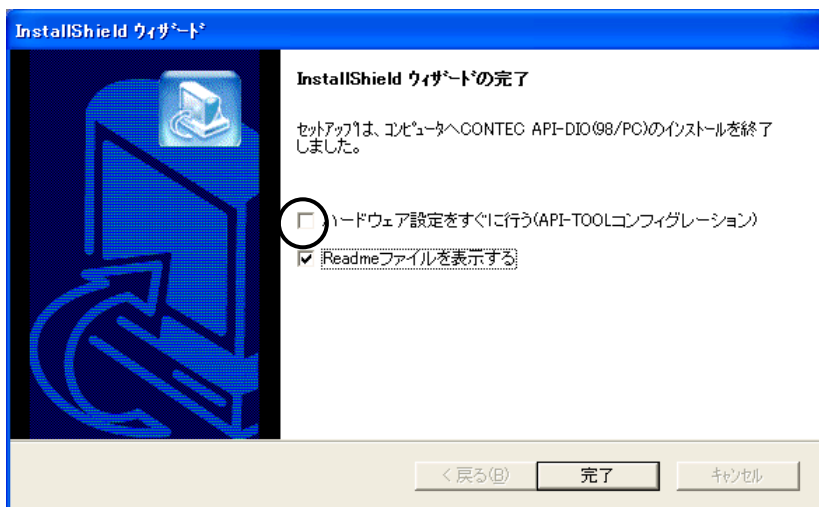 InstallShield ウィザード
InstallShield ウィザードの完了
セットアップは、コンピュータへCONTEC API-DIO(98/PC)のインストールを終了
しました。
ハードウェア設定をすぐに行う(API-TOOLコンフィグレーション)
Readmeファイルを表示する
< 戻る(B)
完了
キャンセル